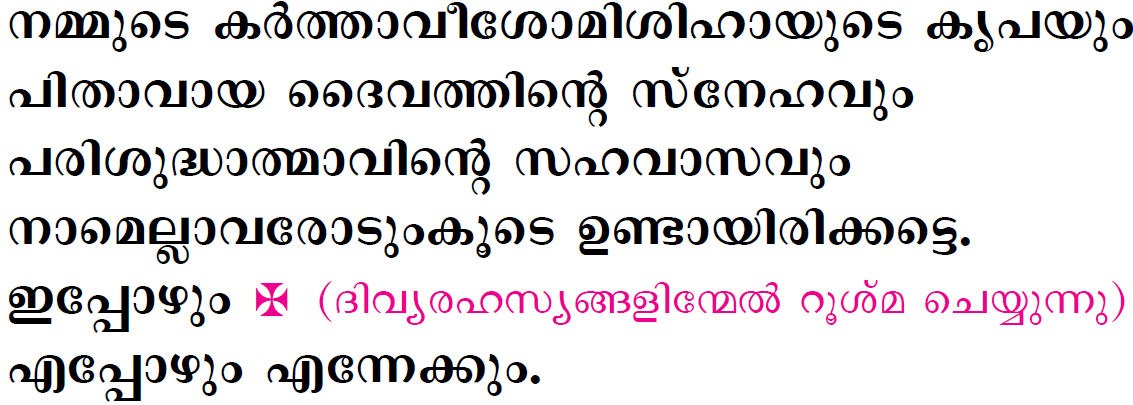 നമ്മുടെ കർത്താവീശോമിശിഹായുടെ കൃപയും
പിതാവായ ദൈവത്തിന്റെ സ്നേഹവും
പരിശുദ്ധാത്മാവിന്റെ സഹവാസവും
നാമെല്ലാവരോടുംകൂടെ ഉണ്ടായിരിക്കട്ടെ.
ഇപ്പോഴും ✠ (ദിവ്യരഹസ്യങ്ങളിന്മേൽ റൂശ്മ ചെയ്യുന്നു)
എപ്പോഴും എന്നേക്കും.